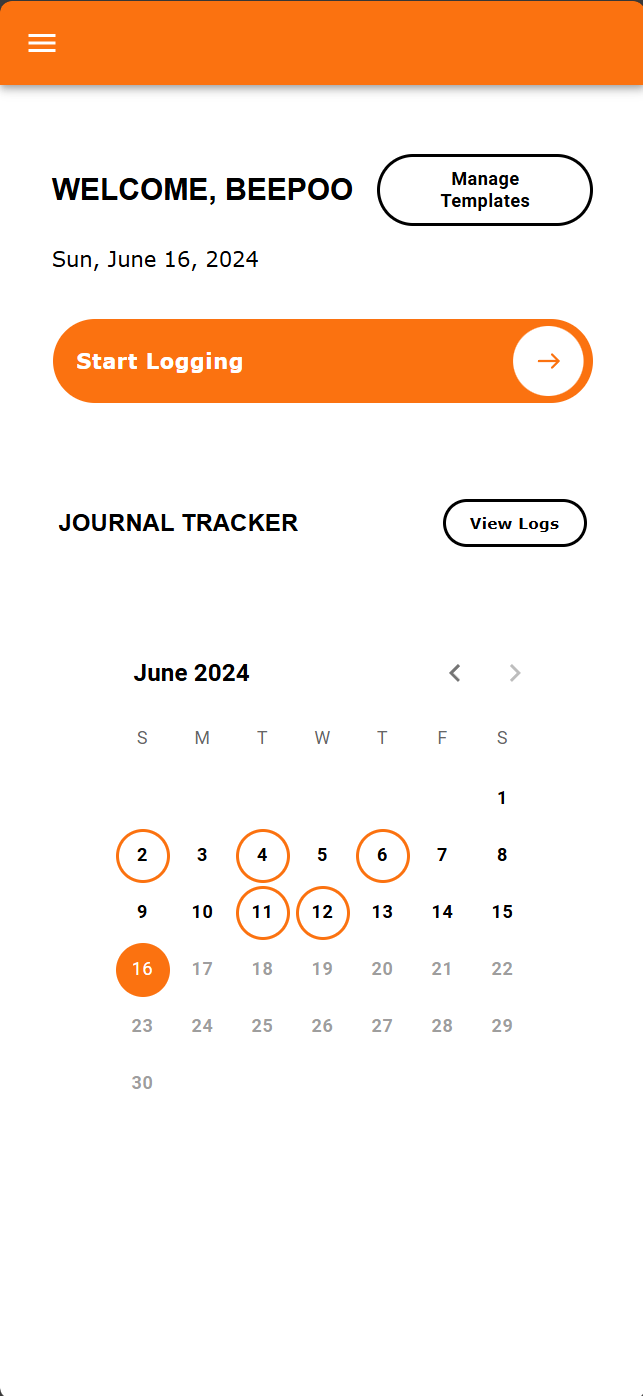 WELCOME, BEEPOO
Manage
Templates
Sun, June 16, 2024
Start Logging
JOURNAL TRACKER
View Logs
June 2024
S M T W T F S
1
2 3 4 5 6 7 8
9 10 11 12 13 14 15
16 17 18 19 20 21 22
23 24 25 26 27 28 29
30